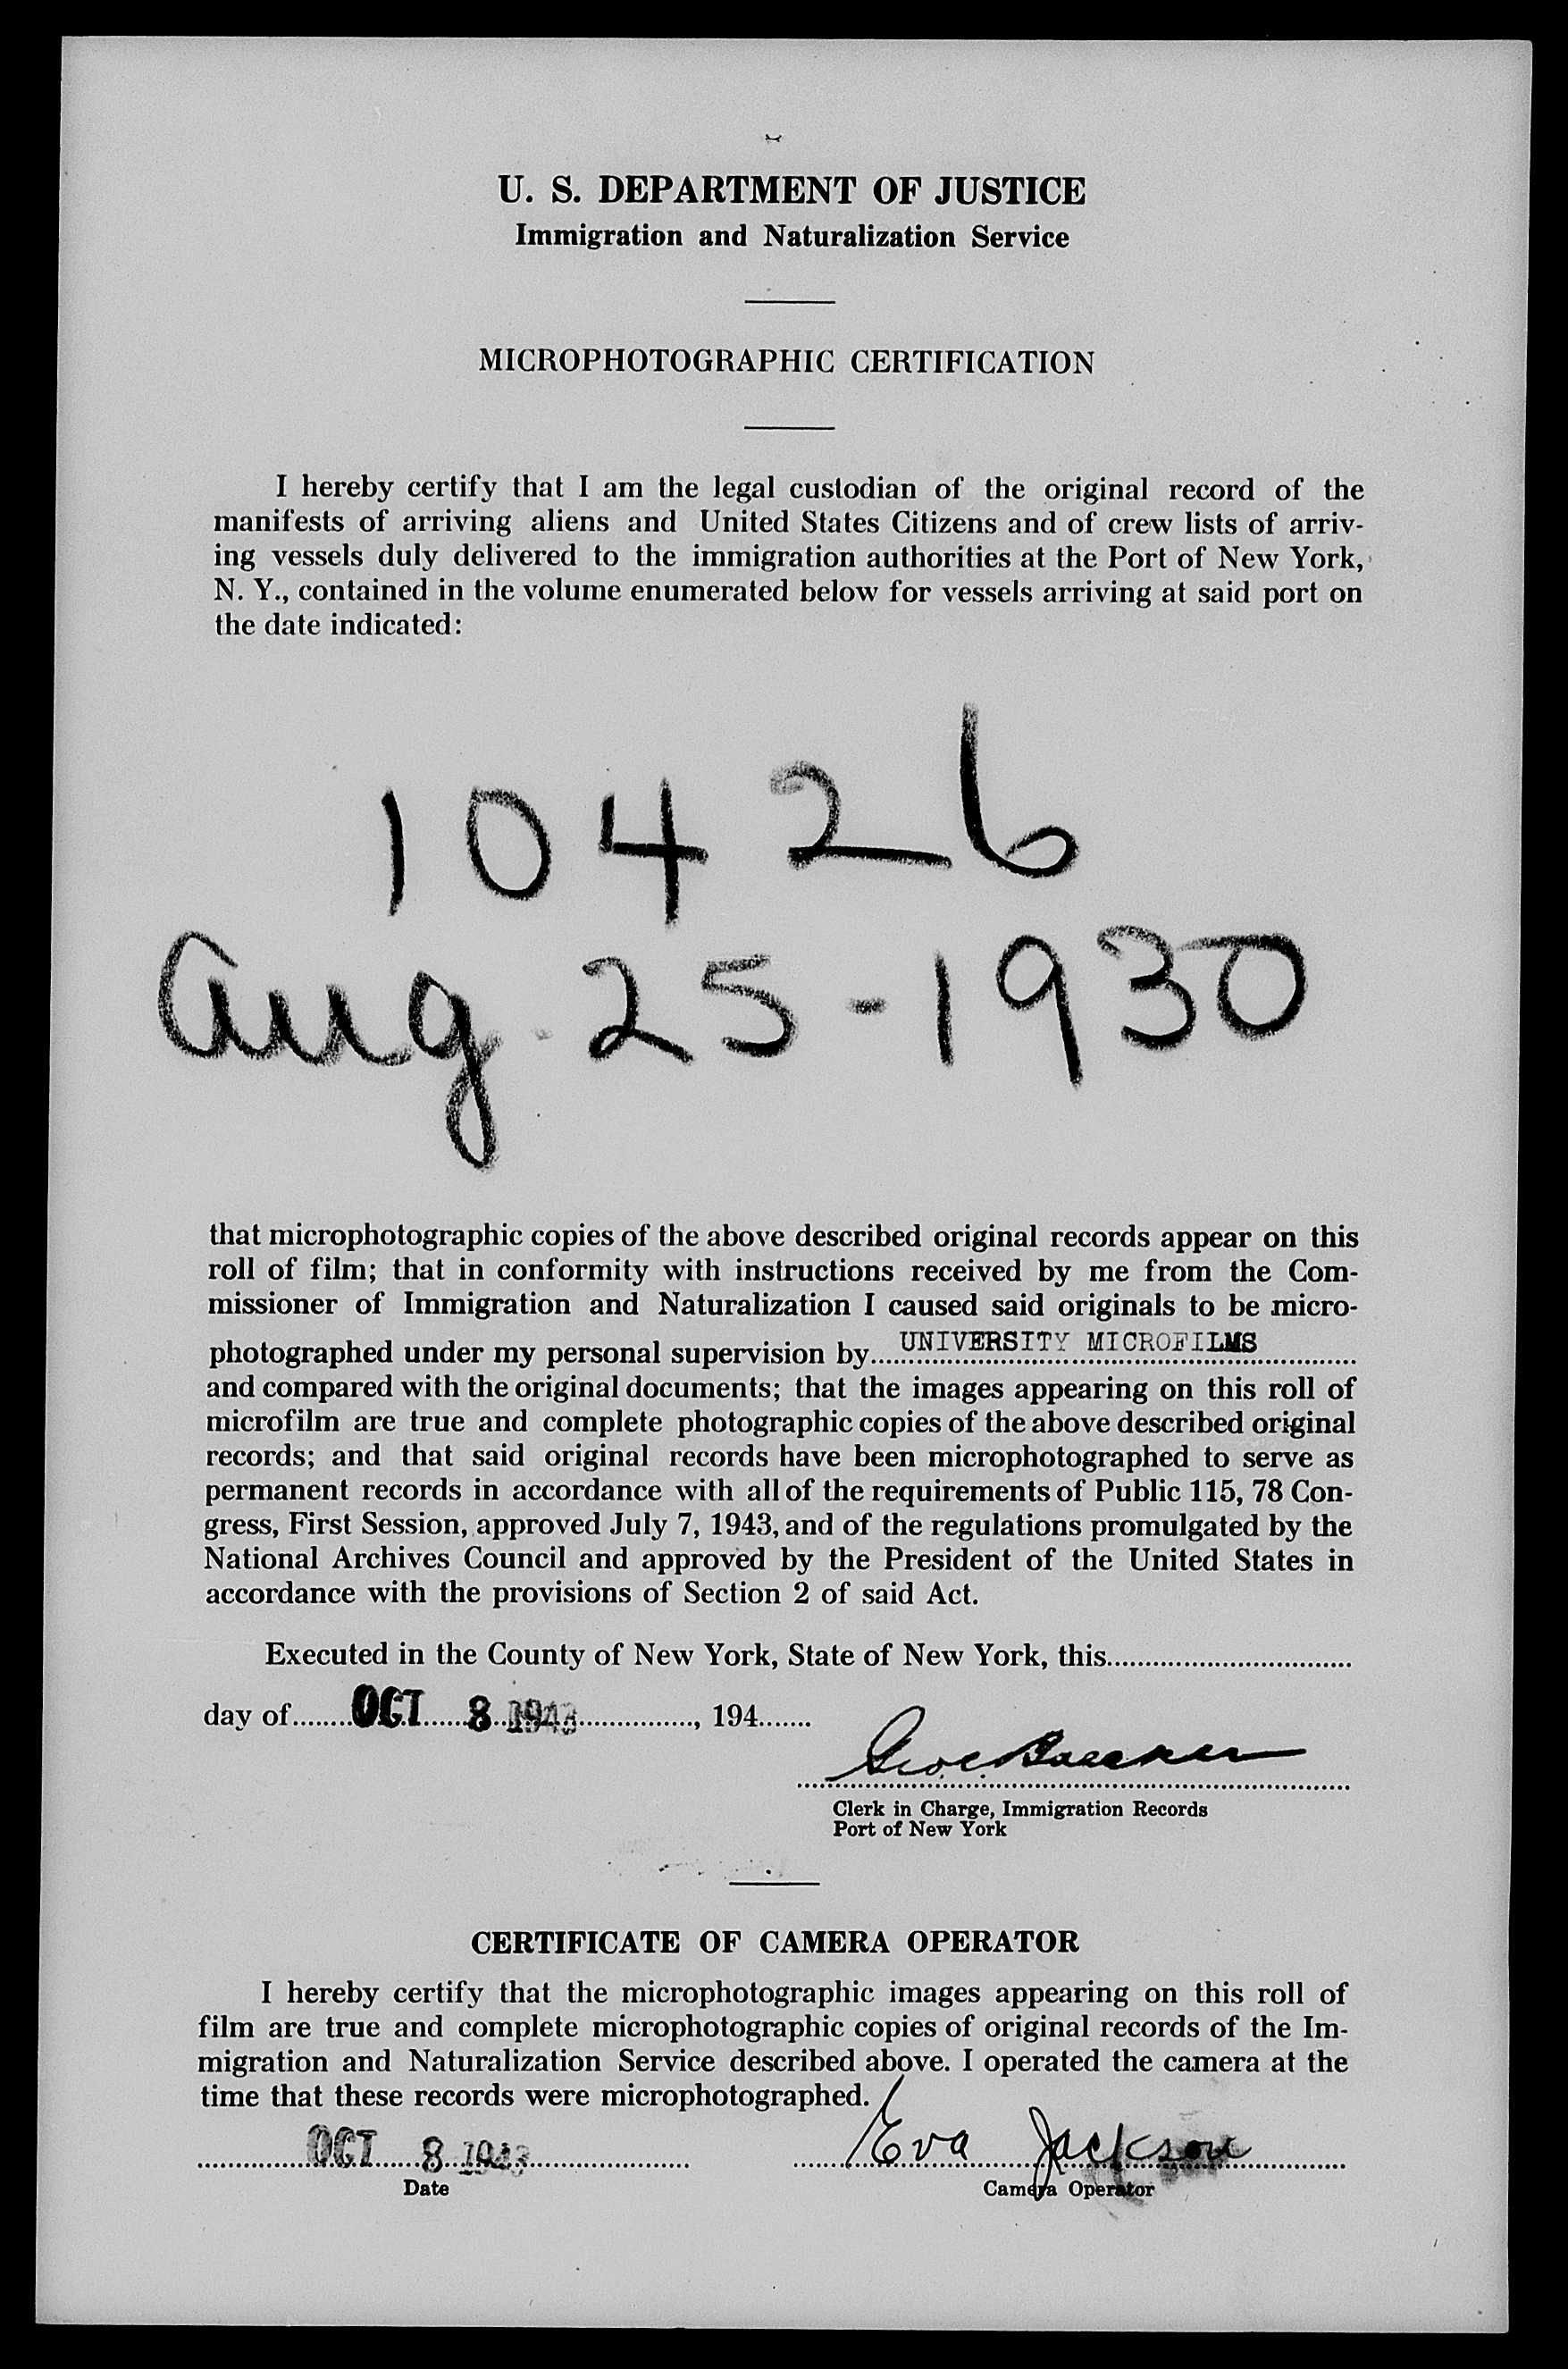 U. S. DEPARTMENT OF JUSTICE
Immigration and Naturalization Service
MICROPHOTOGRAPHIC CERTIFICATION
I hereby certify that I am the legal custodian of the original record of the
manifests of arriving aliens and United States Citizens and of crew lists of arriv-
ing vessels duly delivered to the immigration authorities at the Port of New York,
N. Y., contained in the volume enumerated below for vessels arriving at said port on
the date indicated:
10426
Aug. 25-1930
that microphotographic copies of the above described original records appear on this
roll of film; that in conformity with instructions received by me from the Com-
missioner of Immigration and Naturalization I caused said originals to be micro-
photographed under my personal supervision by UNIVERSITY MICROFILMS
and compared with the original documents; that the images appearing on this roll of
microfilm are true and complete photographic copies of the above described original
records; and that said original records have been microphotographed to serve as
permanent records in accordance with all of the requirements of Public 115, 78 Con-
gress, First Session, approved July 7, 1943, and of the regulations promulgated by the
National Archives Council and approved by the President of the United States in
accordance with the provisions of Section 2 of said Act.
Executed in the County of New York, State of New York, this
day of OCT 8 1943, 194
Clerk in Charge, Immigration Records
Port of New York
CERTIFICATE OF CAMERA OPERATOR
I hereby certify that the microphotographic images appearing on this roll of
film are true and complete microphotographic copies of original records of the Im-
migration and Naturalization Service described above. I operated the camera at the
time that these records were microphotographed.
OCT 8 1943 Eva Jackson
Date Camera Operator